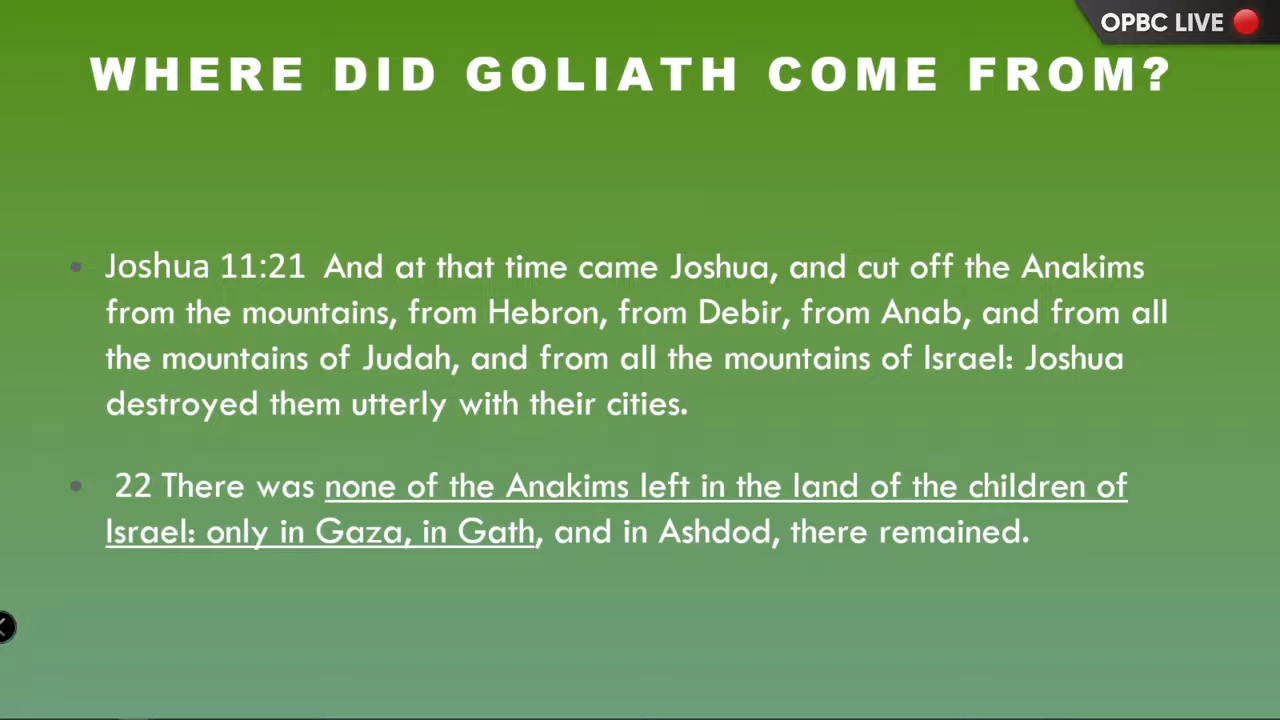 OPBC LIVE
WHERE DID GOLIATH COME FROM?
• Joshua 11:21 And at that time came Joshua, and cut off the Anakims
from the mountains, from Hebron, from Debir, from Anab, and from all
the mountains of Judah, and from all the mountains of Israel: Joshua
destroyed them utterly with their cities.
• 22 There was none of the Anakims left in the land of the children of
Israel: only in Gaza, in Gath, and in Ashdod, there remained.